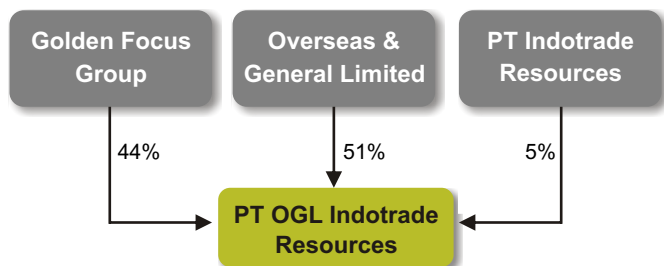 Golden Focus
Group
Overseas &
General Limited
PT Indotrade
Resources
44%
51%
5%
PT OGL Indotrade
Resources